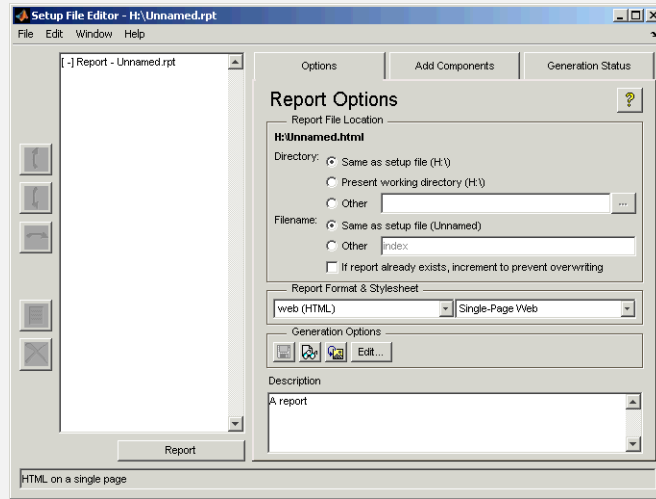 Setup File Editor - H:\Unnamed.rpt
File Edit Window Help
[-] Report - Unnamed.rpt
Options Add Components Generation Status
Report Options
?
Report File Location
H:\Unnamed.html
Directory: Same as setup file (H:\)
Present working directory (H:\)
Other ...
Filename: Same as setup file (Unnamed)
Other index
If report already exists, increment to prevent overwriting
Report Format & Stylesheet
web (HTML) Single-Page Web
Generation Options
Edit...
Description
A report
Report
HTML on a single page